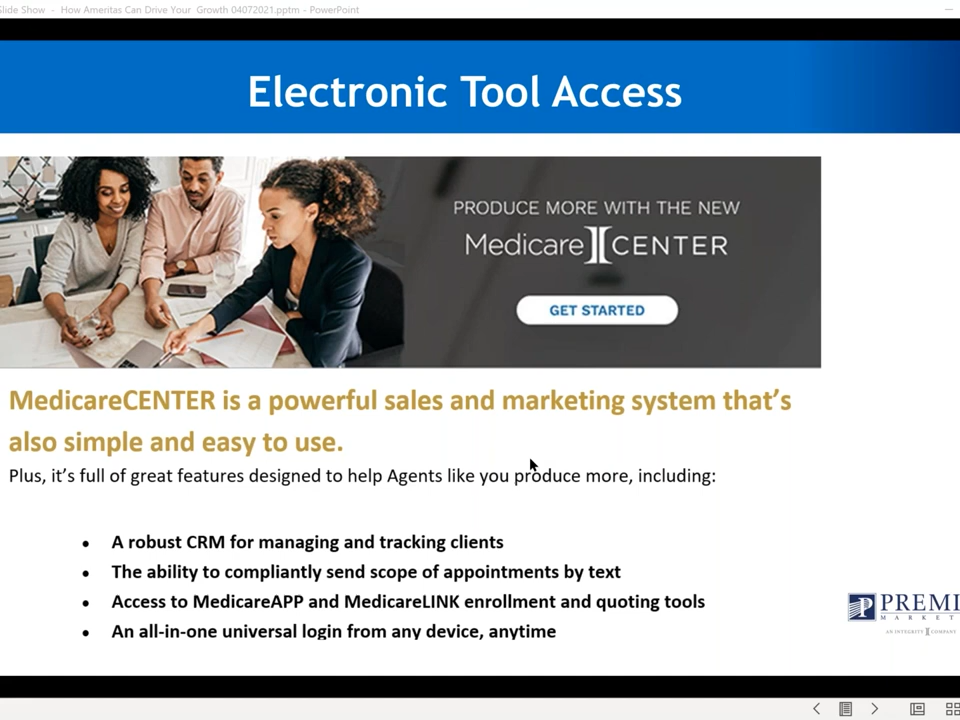 Slide Show - How Ameritas Can Drive Your Growth 04072021.pptm - PowerPoint
Electronic Tool Access
PRODUCE MORE WITH THE NEW
Medicare CENTER
GET STARTED
MedicareCENTER is a powerful sales and marketing system that's
also simple and easy to use.
Plus, it's full of great features designed to help Agents like you produce more, including:
• A robust CRM for managing and tracking clients
• The ability to compliantly send scope of appointments by text
• Access to MedicareAPP and MedicareLINK enrollment and quoting tools
• An all-in-one universal login from any device, anytime
PREMI
MARKET
AN INTEGRITY COMPANY